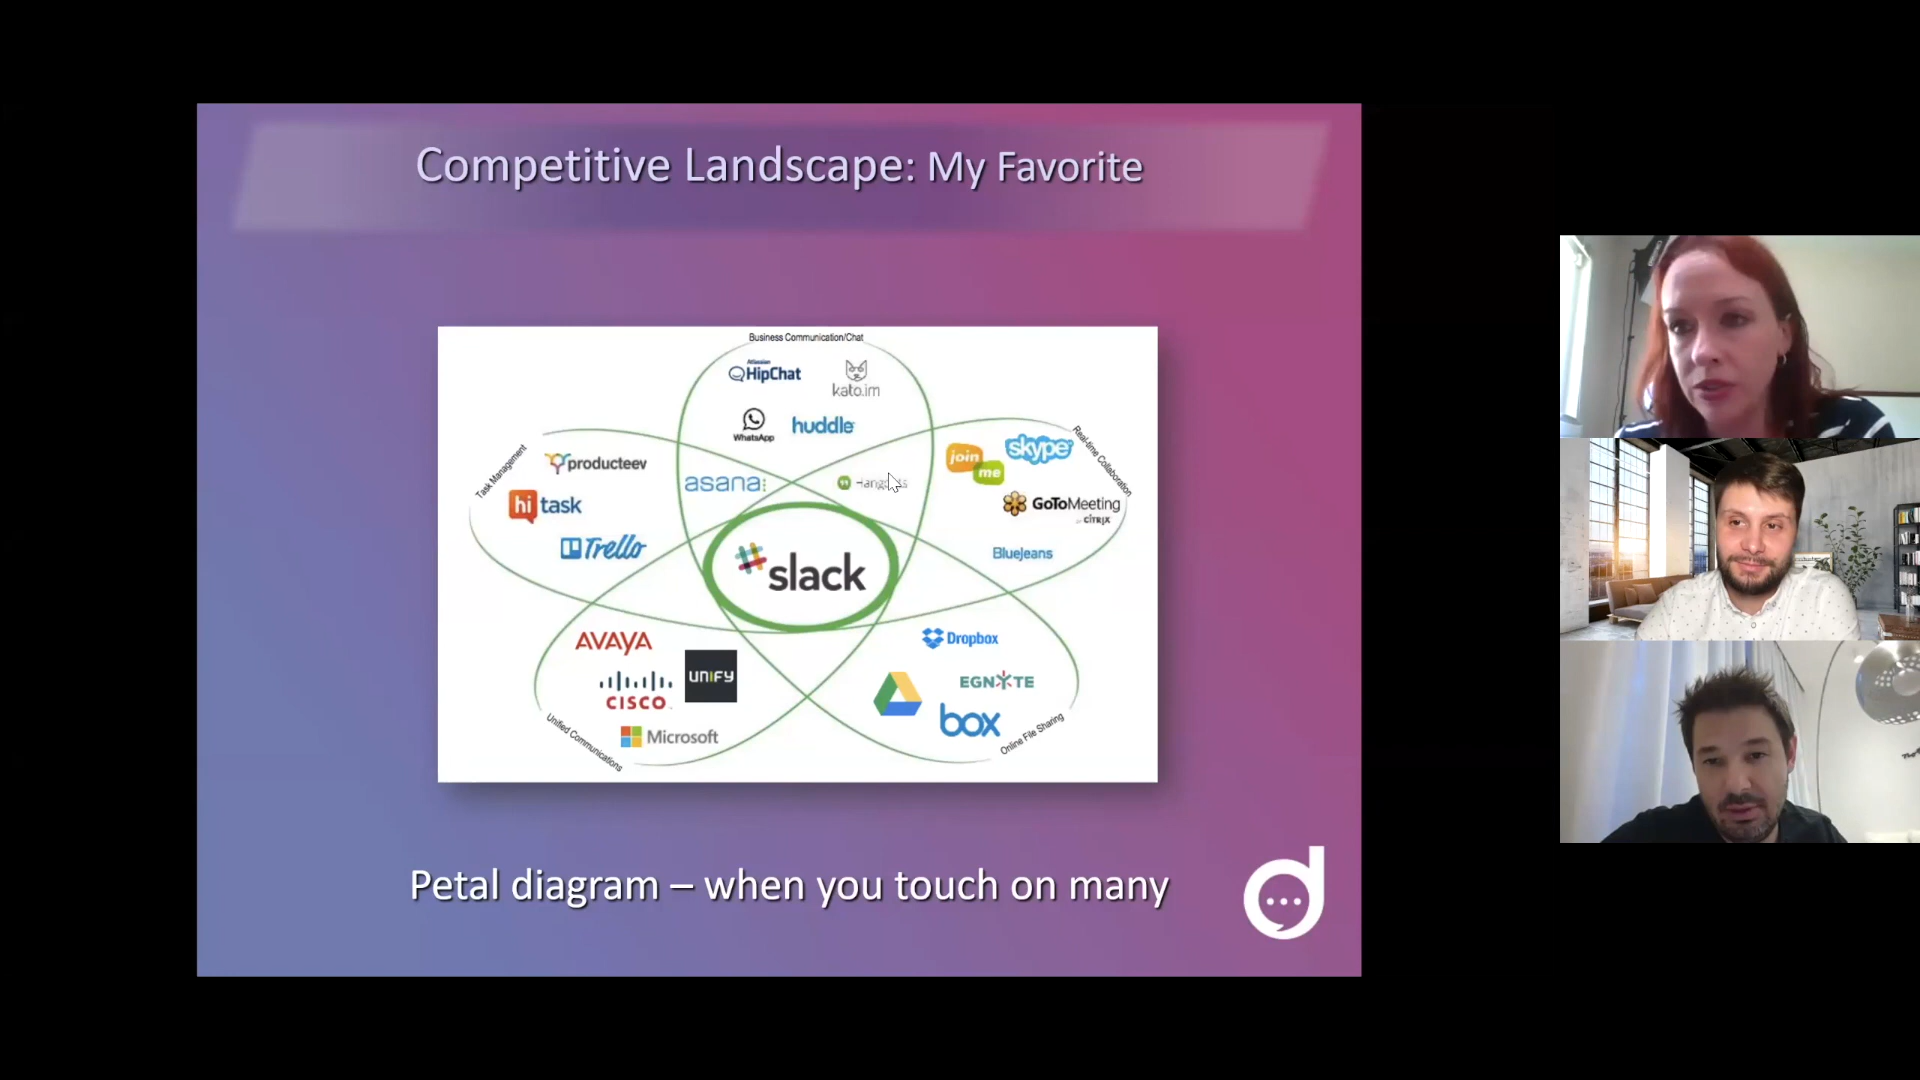 Competitive Landscape: My Favorite
Business Communication/Chat
Atlassian
HipChat
kato.im
WhatsApp
huddle
Task Management
producteev
hi task
Trello
asana:
Real-time Collaboration
join me
skype
GoToMeeting
by CITRIX
BlueJeans
slack
AVAYA
CISCO
UNIFY
Microsoft
Unified Communications
Dropbox
EGNYTE
box
Online File Sharing
Petal diagram – when you touch on many